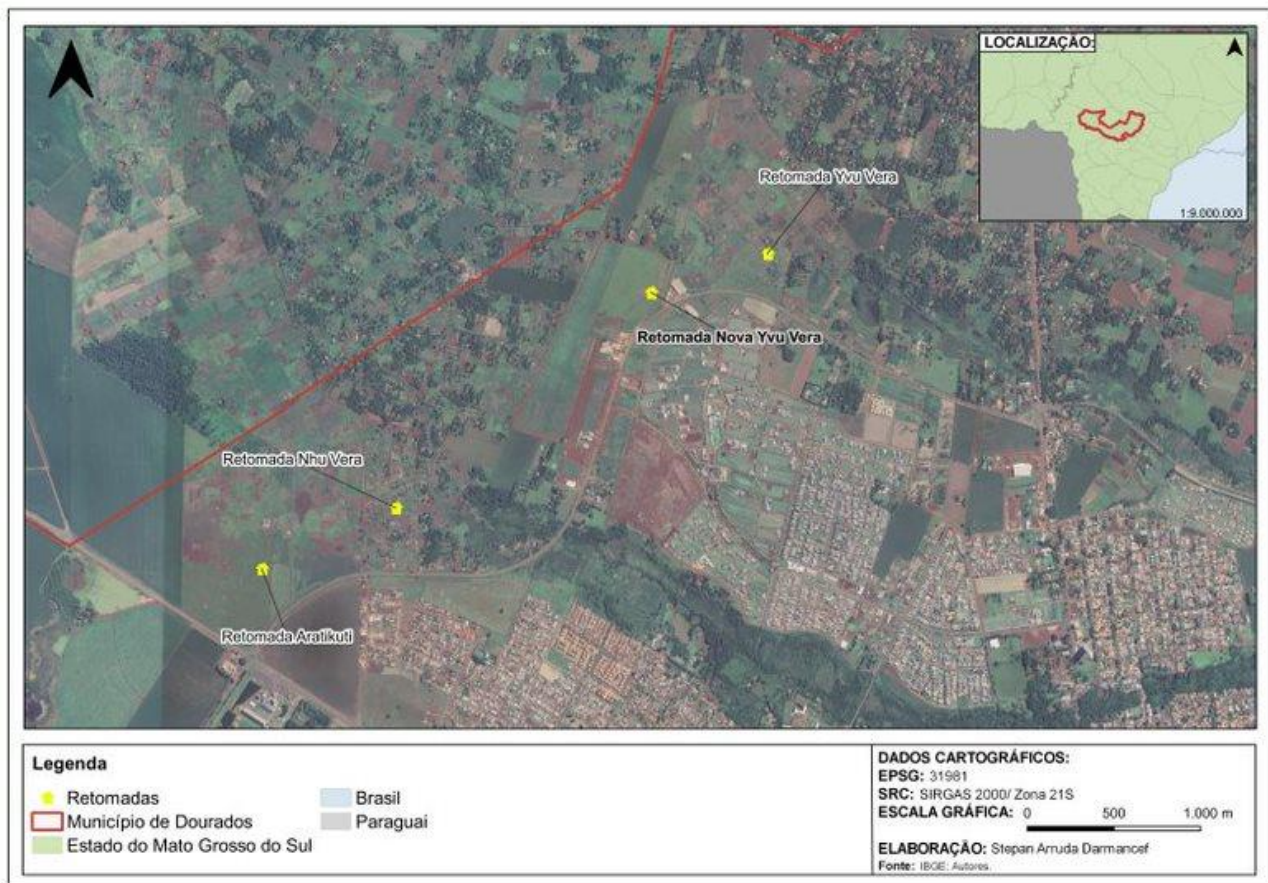 LOCALIZAÇÃO:
1:9.000.000
Retomada Yvu Vera
Retomada Nova Yvu Vera
Retomada Nhu Vera
Retomada Aratikuti
Legenda
Retomadas
Município de Dourados
Estado do Mato Grosso do Sul
Brasil
Paraguai
DADOS CARTOGRÁFICOS:
EPSG: 31981
SRC: SIRGAS 2000/ Zona 21S
ESCALA GRÁFICA: 0 500 1.000 m
ELABORAÇÃO: Stepan Arruda Darmancef
Fonte: IBGE; Autores.